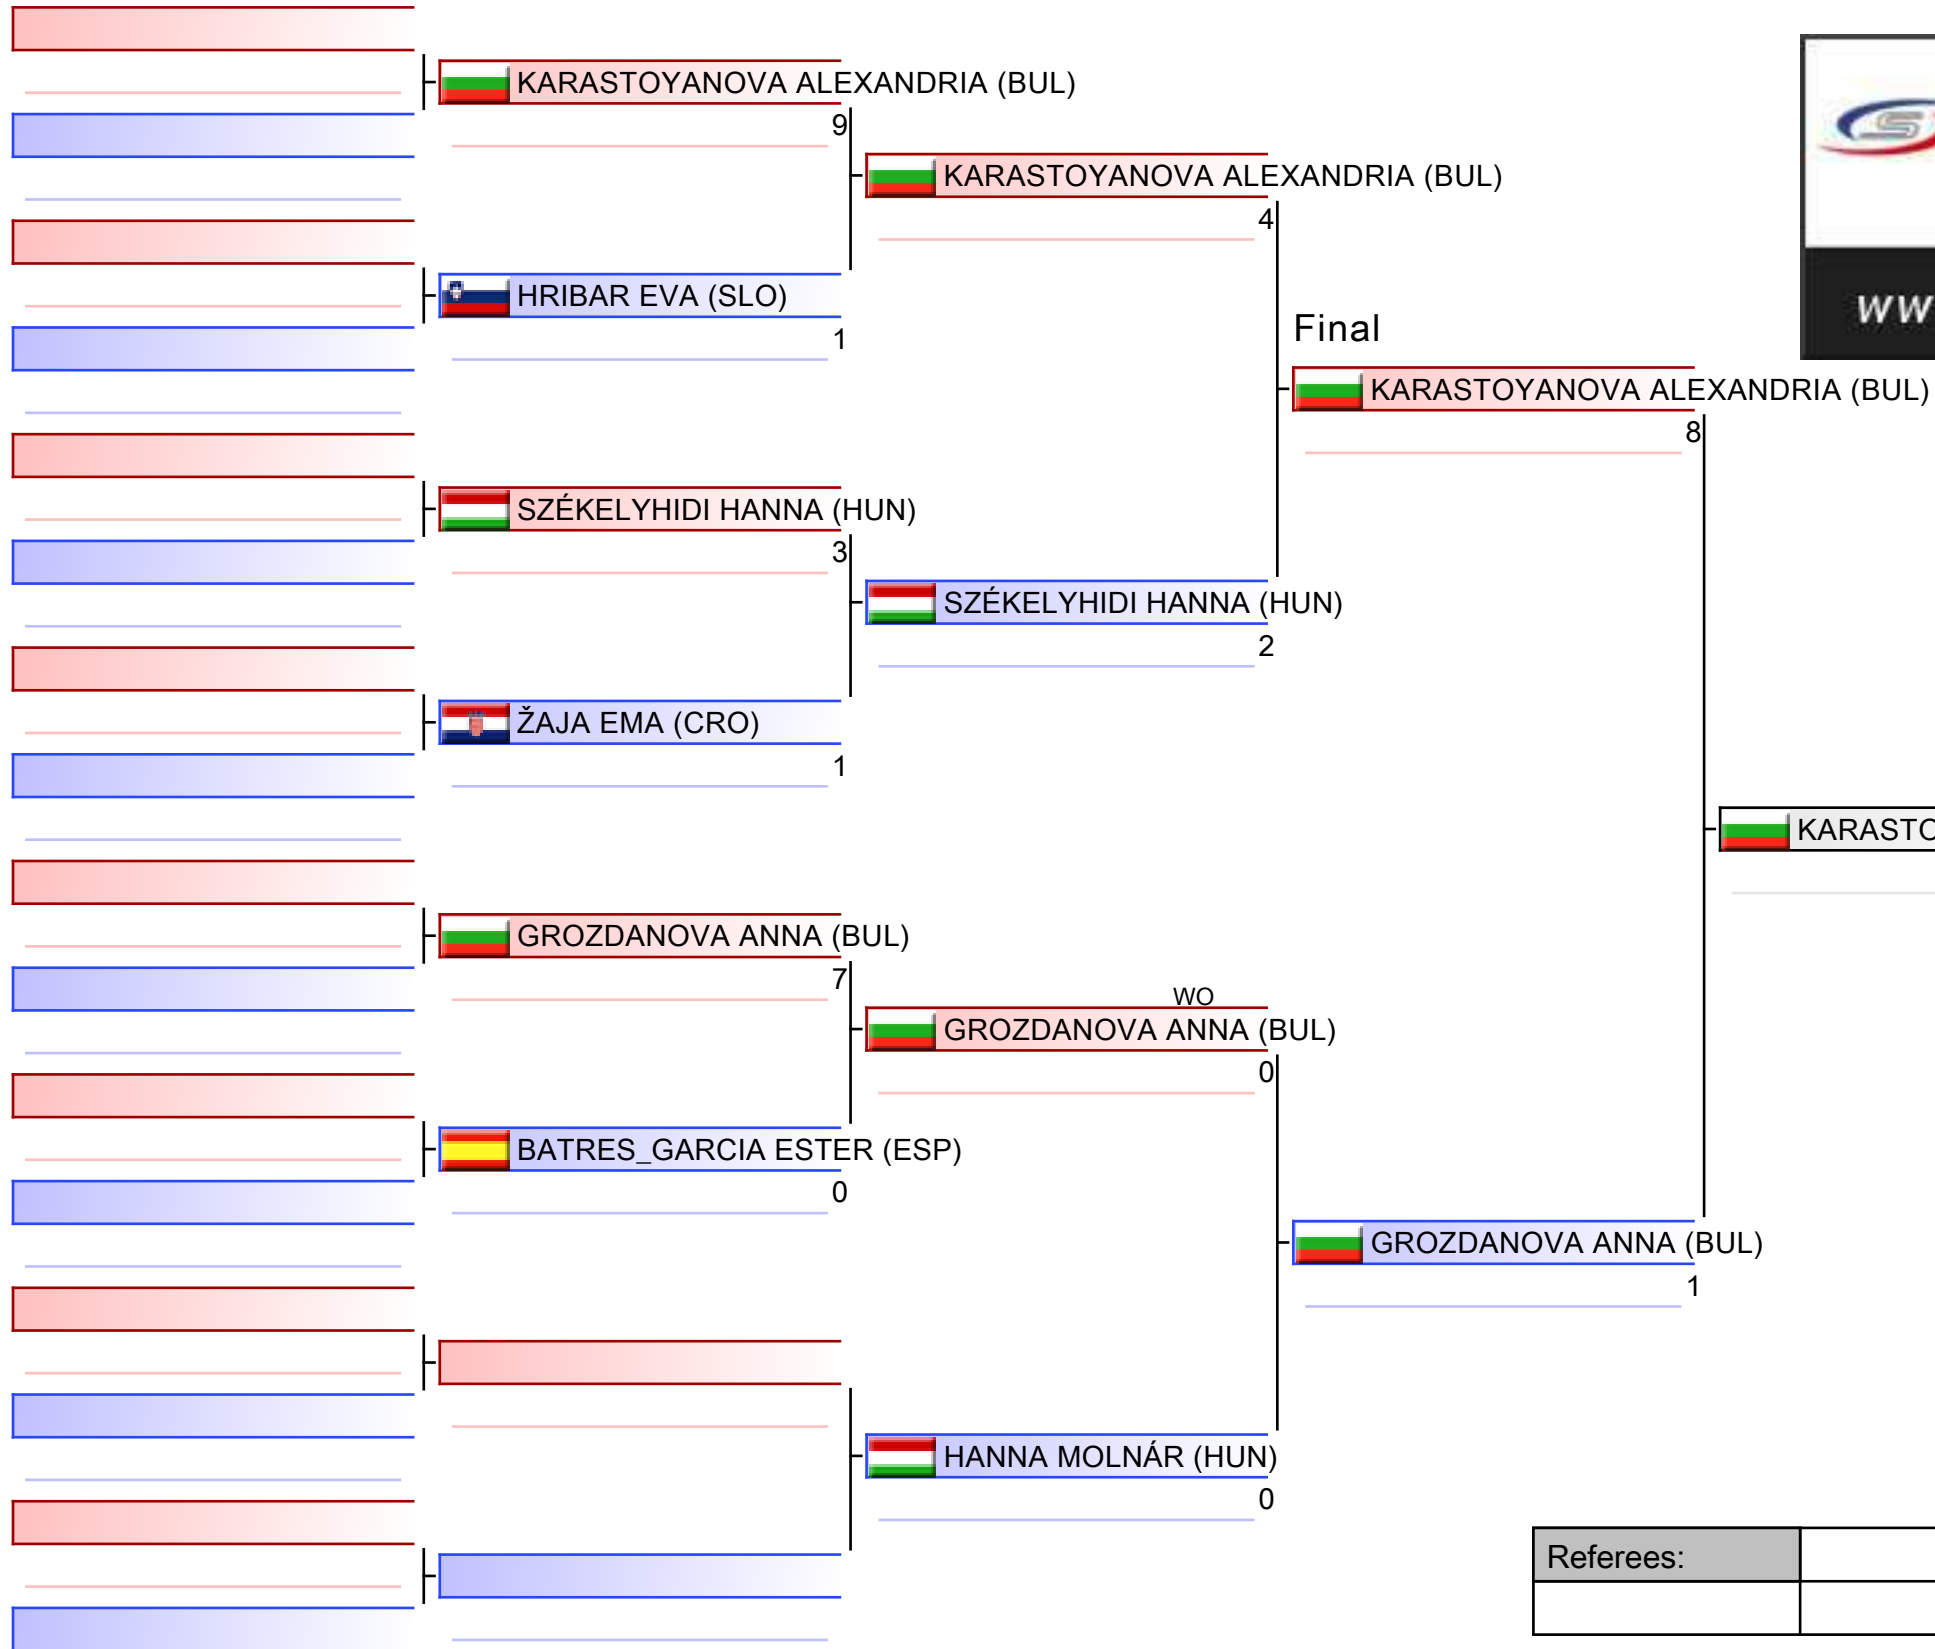 KARASTOYANOVA ALEXANDRIA (BUL)
9
KARASTOYANOVA ALEXANDRIA (BUL)
4
HRIBAR EVA (SLO)
1
Final
KARASTOYANOVA ALEXANDRIA (BUL)
8
SZÉKELYHIDI HANNA (HUN)
3
SZÉKELYHIDI HANNA (HUN)
2
ŽAJA EMA (CRO)
1
KARASTO
GROZDANOVA ANNA (BUL)
7
WO
GROZDANOVA ANNA (BUL)
0
BATRES_GARCIA ESTER (ESP)
0
GROZDANOVA ANNA (BUL)
1
HANNA MOLNÁR (HUN)
0
Referees:
S
WW